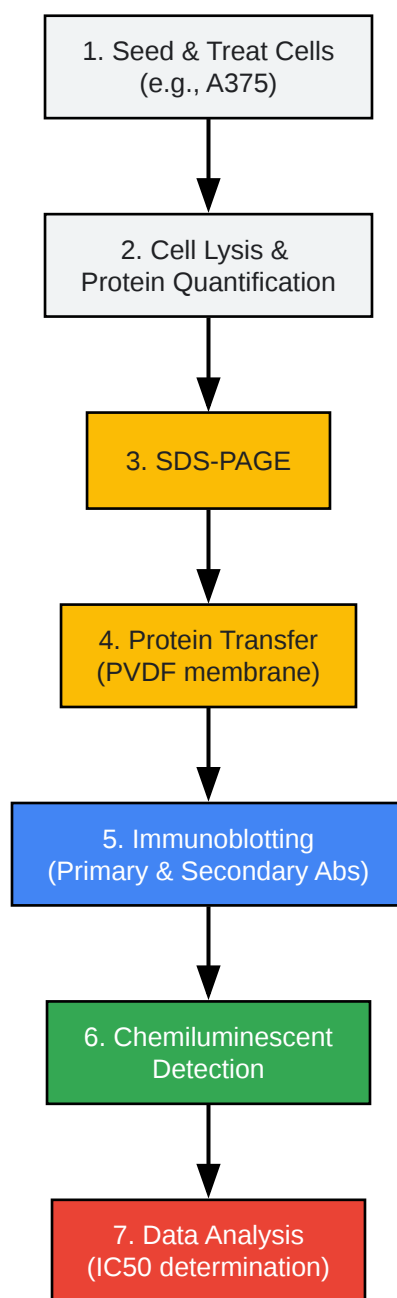 1. Seed & Treat Cells
(e.g., A375)
2. Cell Lysis &
Protein Quantification
3. SDS-PAGE
4. Protein Transfer
(PVDF membrane)
5. Immunoblotting
(Primary & Secondary Abs)
6. Chemiluminescent
Detection
7. Data Analysis
(IC50 determination)